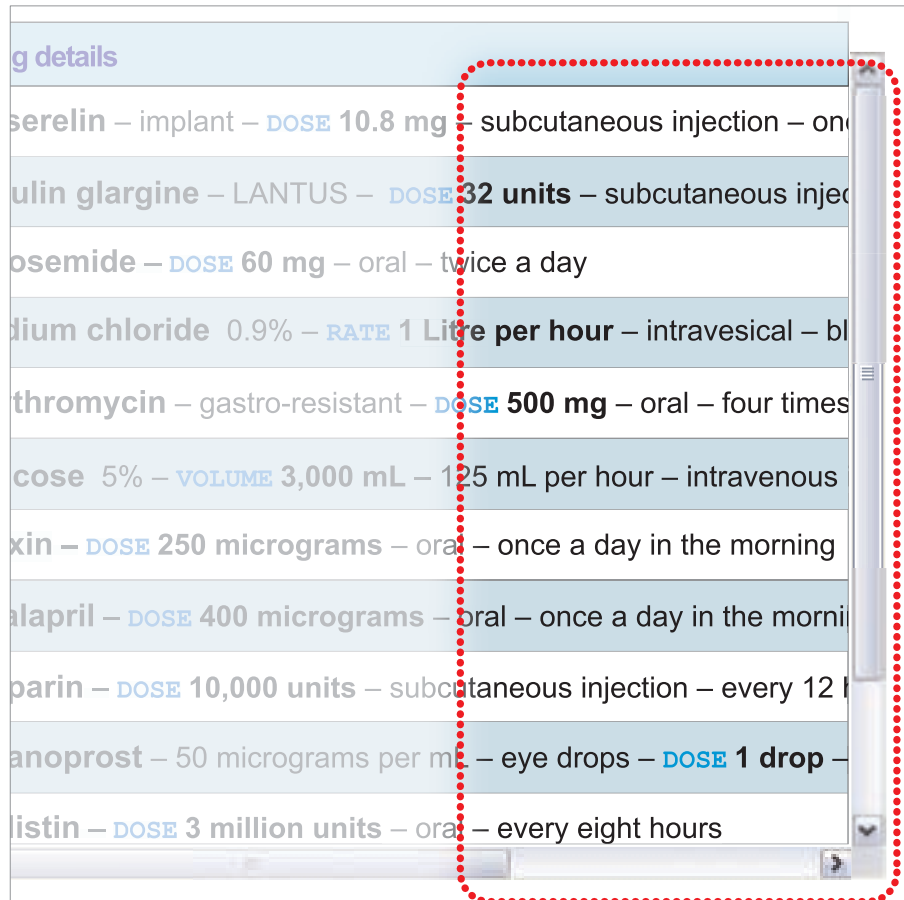 g details
serelin – implant – DOSE 10.8 mg – subcutaneous injection – on
ulin glargine – LANTUS – DOSE 32 units – subcutaneous injec
osemide – DOSE 60 mg – oral – twice a day
dium chloride 0.9% – RATE 1 Litre per hour – intravesical – bl
thromycin – gastro-resistant – DOSE 500 mg – oral – four times
cose 5% – VOLUME 3,000 mL – 125 mL per hour – intravenous
xin – DOSE 250 micrograms – oral – once a day in the morning
alapril – DOSE 400 micrograms – oral – once a day in the morni
parin – DOSE 10,000 units – subcutaneous injection – every 12 h
anoprost – 50 micrograms per mL – eye drops – DOSE 1 drop –
listin – DOSE 3 million units – oral – every eight hours